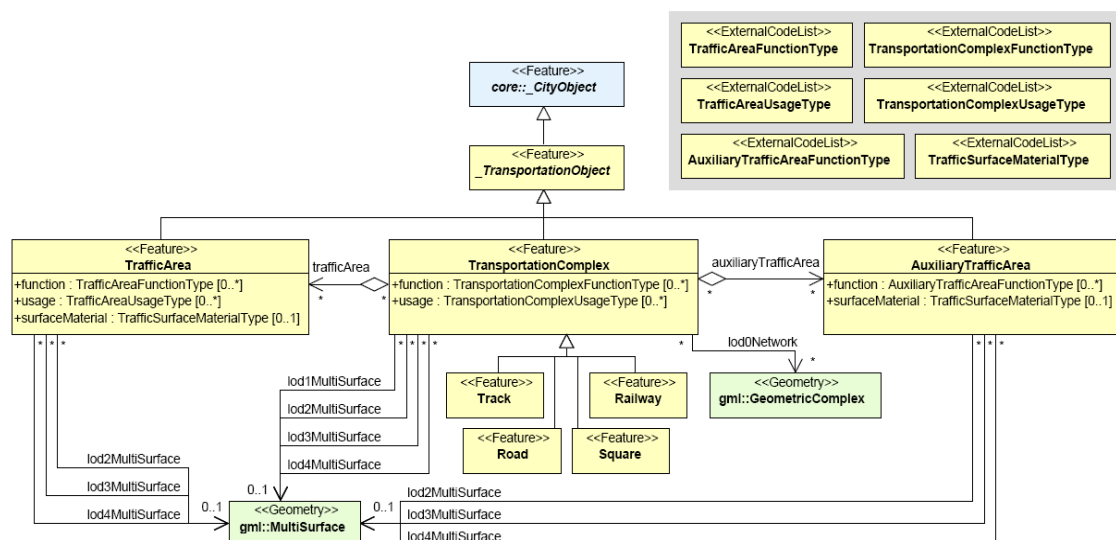 <<ExternalCodeList>>
TrafficAreaFunctionType
<<ExternalCodeList>>
TransportationComplexFunctionType
<<ExternalCodeList>>
TrafficAreaUsageType
<<ExternalCodeList>>
TransportationComplexUsageType
<<ExternalCodeList>>
AuxiliaryTrafficAreaFunctionType
<<ExternalCodeList>>
TrafficSurfaceMaterialType
<<Feature>>
core::_CityObject
<<Feature>>
_TransportationObject
<<Feature>>
TrafficArea
+function : TrafficAreaFunctionType [0..*]
+usage : TrafficAreaUsageType [0..*]
+surfaceMaterial : TrafficSurfaceMaterialType [0..1]
trafficArea
* *
<<Feature>>
TransportationComplex
+function : TransportationComplexFunctionType [0..*]
+usage : TransportationComplexUsageType [0..*]
auxiliaryTrafficArea
* *
<<Feature>>
AuxiliaryTrafficArea
+function : AuxiliaryTrafficAreaFunctionType [0..*]
+surfaceMaterial : TrafficSurfaceMaterialType [0..1]
* * *
* * * *
*
* * *
lod0Network
*
lod1MultiSurface
lod2MultiSurface
lod3MultiSurface
lod4MultiSurface
<<Feature>>
Track
<<Feature>>
Railway
<<Feature>>
Road
<<Feature>>
Square
<<Geometry>>
gml::GeometricComplex
lod2MultiSurface
lod3MultiSurface
lod4MultiSurface
0..1
0..1
0..1
<<Geometry>>
gml::MultiSurface
lod2MultiSurface
lod3MultiSurface
lod4MultiSurface